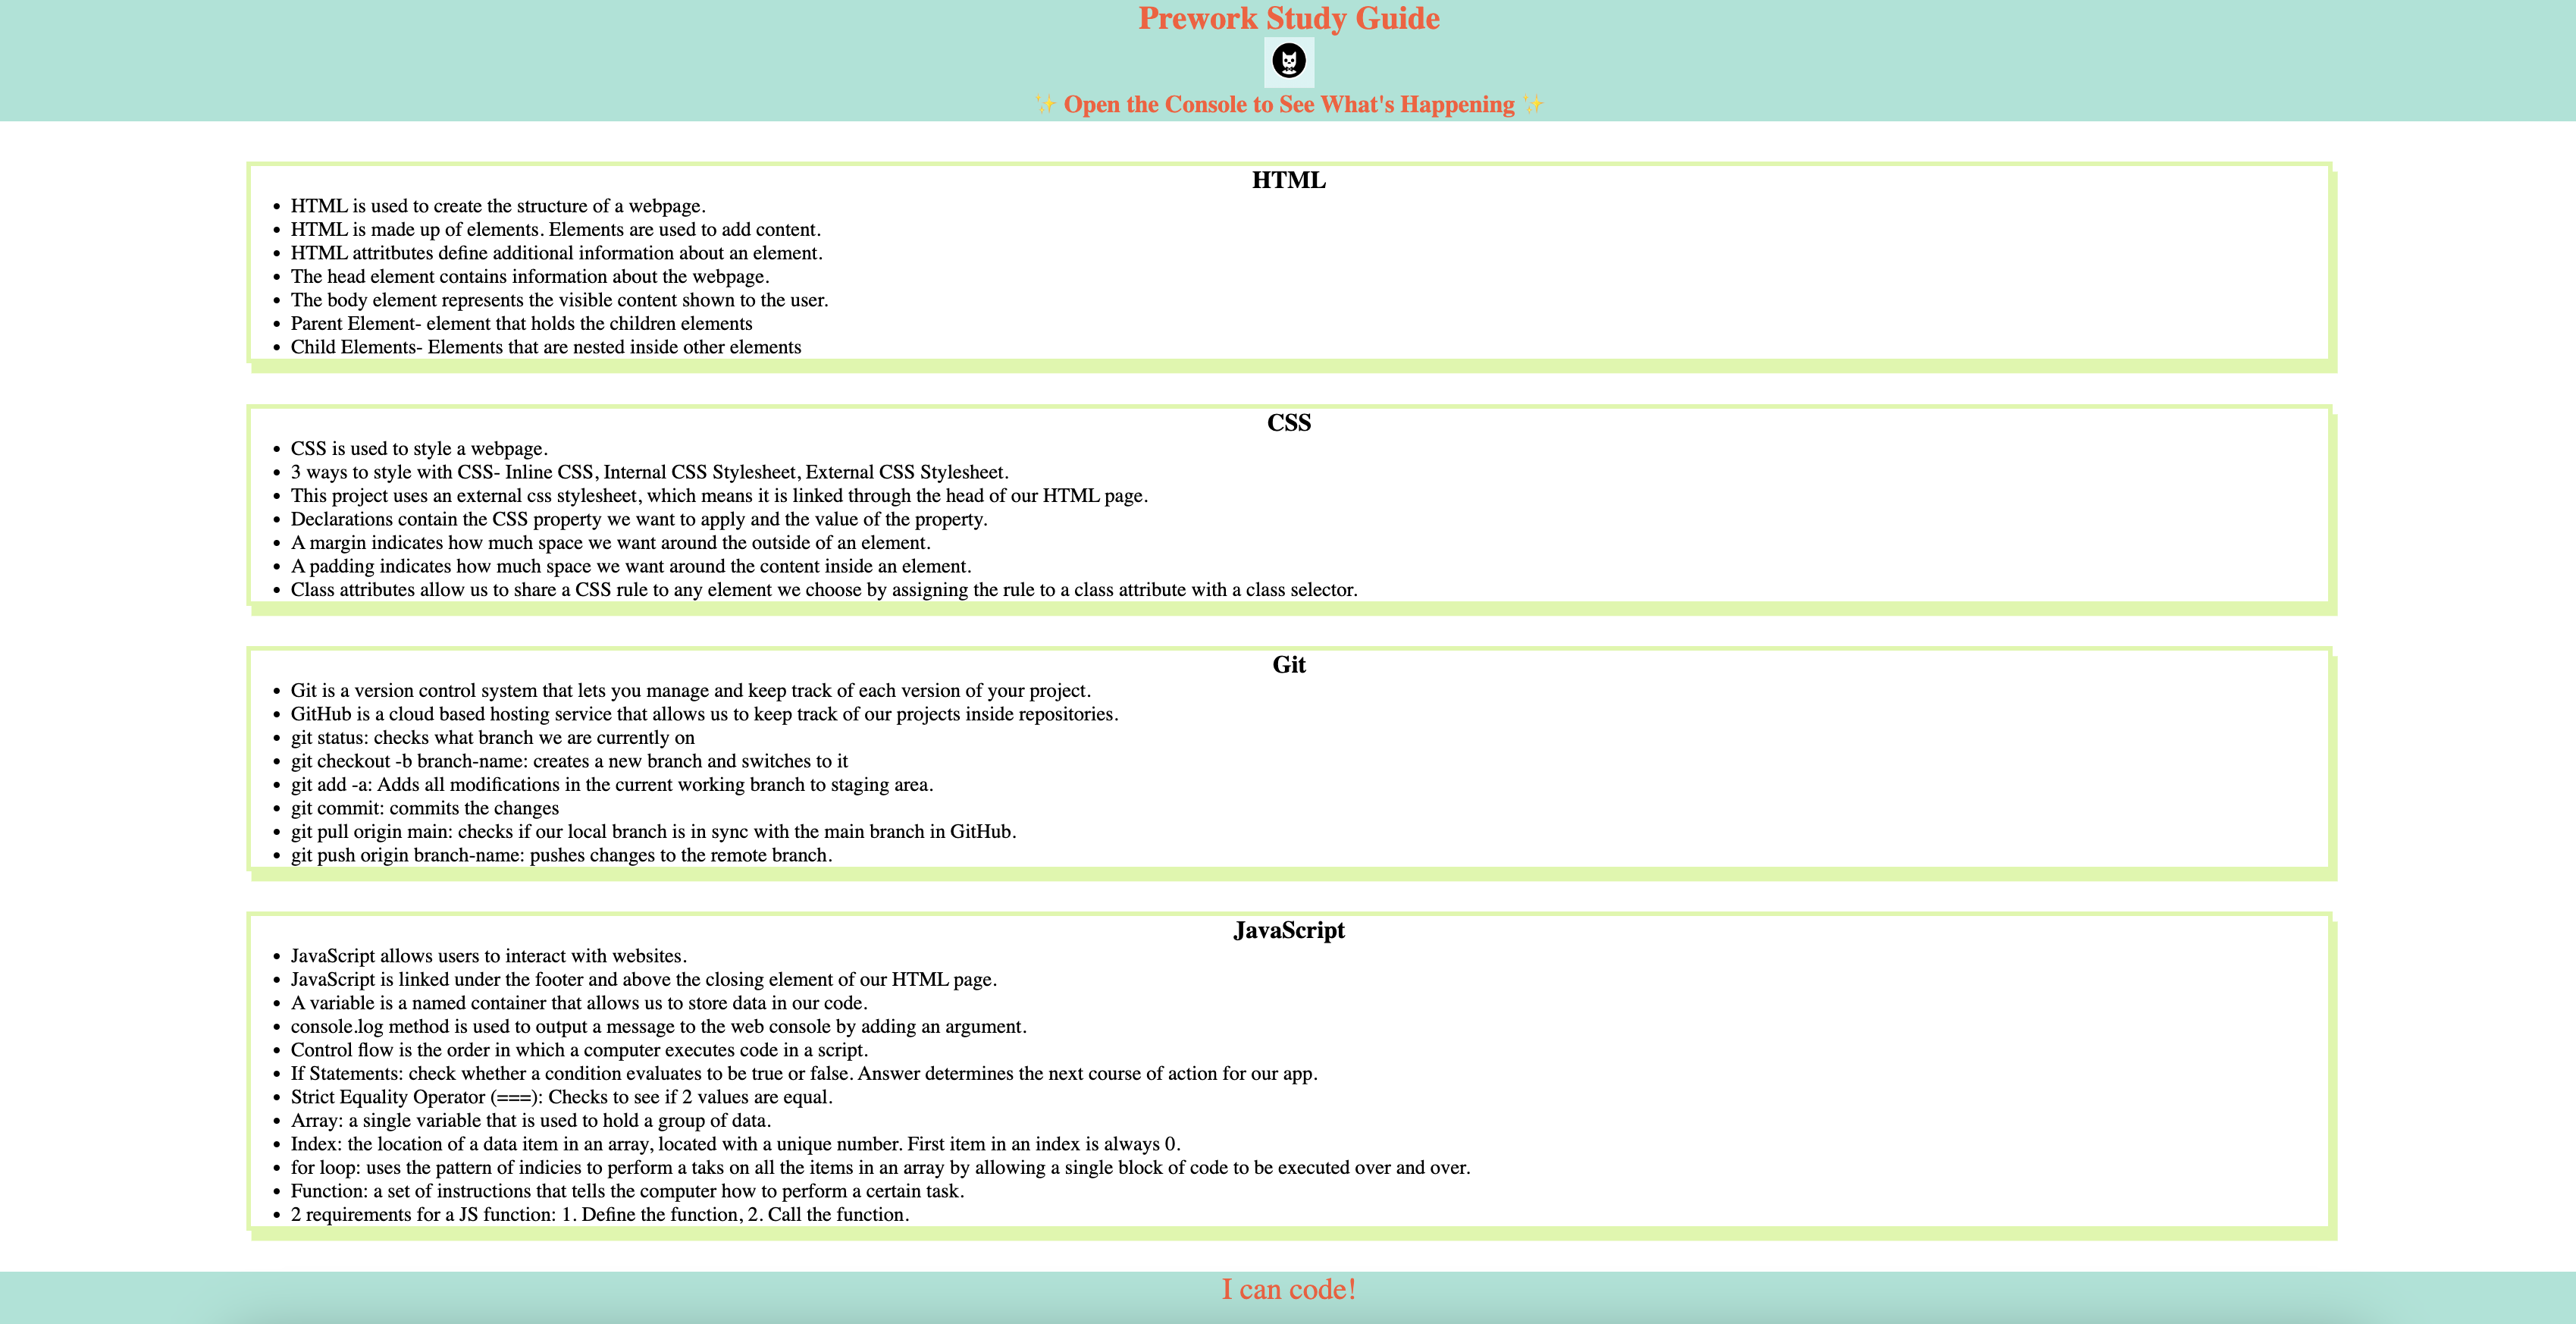 Prework Study Guide
✨ Open the Console to See What's Happening ✨
HTML
• HTML is used to create the structure of a webpage.
• HTML is made up of elements. Elements are used to add content.
• HTML attritbutes define additional information about an element.
• The head element contains information about the webpage.
• The body element represents the visible content shown to the user.
• Parent Element- element that holds the children elements
• Child Elements- Elements that are nested inside other elements
CSS
• CSS is used to style a webpage.
• 3 ways to style with CSS- Inline CSS, Internal CSS Stylesheet, External CSS Stylesheet.
• This project uses an external css stylesheet, which means it is linked through the head of our HTML page.
• Declarations contain the CSS property we want to apply and the value of the property.
• A margin indicates how much space we want around the outside of an element.
• A padding indicates how much space we want around the content inside an element.
• Class attributes allow us to share a CSS rule to any element we choose by assigning the rule to a class attribute with a class selector.
Git
• Git is a version control system that lets you manage and keep track of each version of your project.
• GitHub is a cloud based hosting service that allows us to keep track of our projects inside repositories.
• git status: checks what branch we are currently on
• git checkout -b branch-name: creates a new branch and switches to it
• git add -a: Adds all modifications in the current working branch to staging area.
• git commit: commits the changes
• git pull origin main: checks if our local branch is in sync with the main branch in GitHub.
• git push origin branch-name: pushes changes to the remote branch.
JavaScript
• JavaScript allows users to interact with websites.
• JavaScript is linked under the footer and above the closing element of our HTML page.
• A variable is a named container that allows us to store data in our code.
• console.log method is used to output a message to the web console by adding an argument.
• Control flow is the order in which a computer executes code in a script.
• If Statements: check whether a condition evaluates to be true or false. Answer determines the next course of action for our app.
• Strict Equality Operator (===): Checks to see if 2 values are equal.
• Array: a single variable that is used to hold a group of data.
• Index: the location of a data item in an array, located with a unique number. First item in an index is always 0.
• for loop: uses the pattern of indicies to perform a taks on all the items in an array by allowing a single block of code to be executed over and over.
• Function: a set of instructions that tells the computer how to perform a certain task.
• 2 requirements for a JS function: 1. Define the function, 2. Call the function.
I can code!